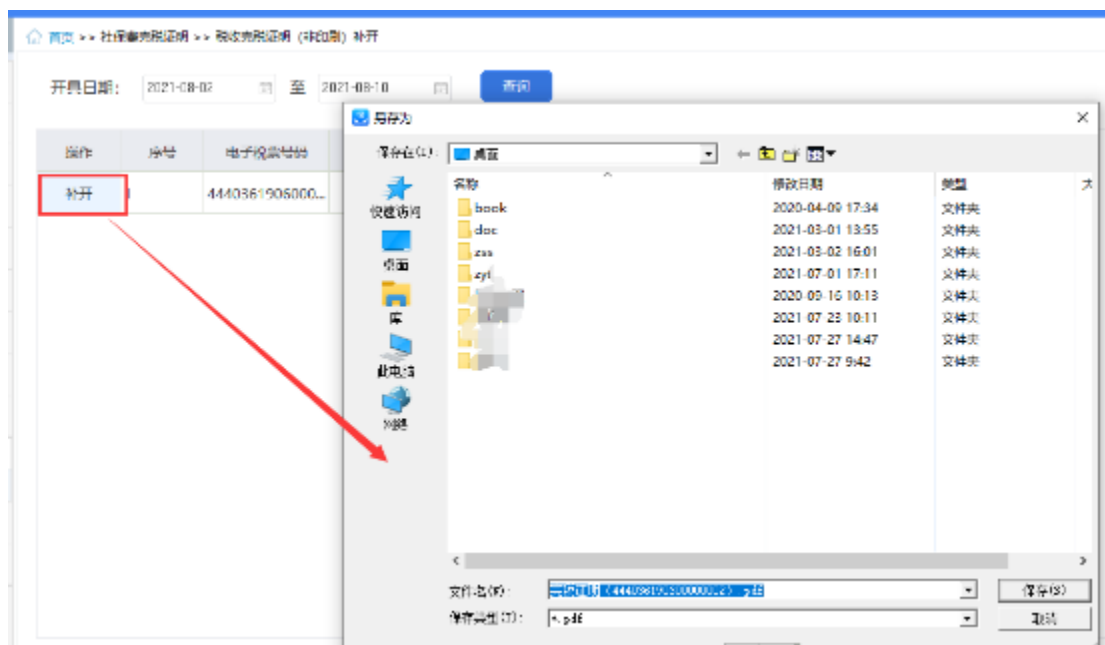 首页 >> 社保费完税证明 >> 税收完税证明（非印刷）补开
开具日期： 2021-08-02 至 2021-08-10 查询
另存为
操作 序号 电子税票号码
保存在(I)： 桌面
补开 1 4440361906000...
名称 修改日期 类型 大
快速访问
book 2020-04-09 17:34 文件夹
doc 2021-03-01 13:55 文件夹
zss 2021-03-02 16:01 文件夹
桌面
zyf 2021-07-01 17:11 文件夹
2020-09-16 10:13 文件夹
库
2021-07-23 10:11 文件夹
2021-07-27 14:47 文件夹
此电脑
2021-07-27 9:42 文件夹
网络
文件名(N)： .pdf 保存(S)
保存类型(T)： *.pdf 取消